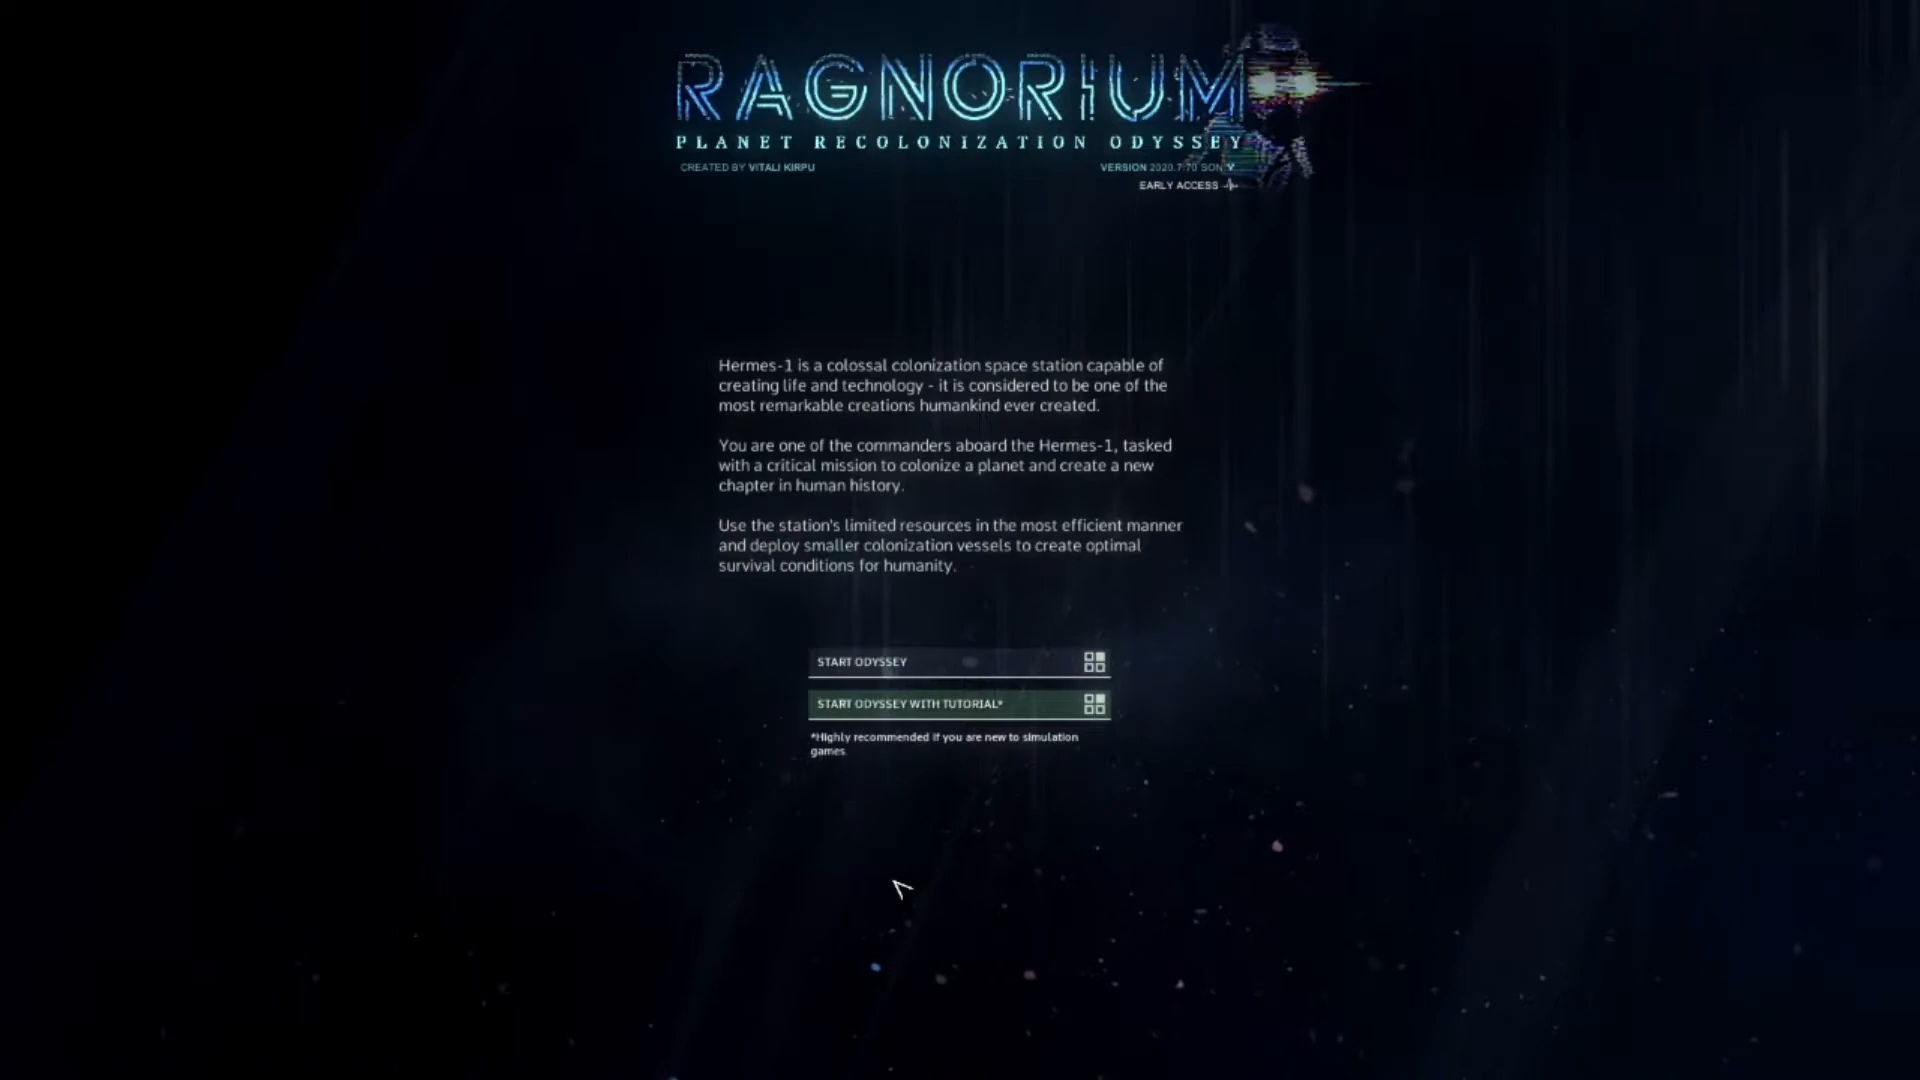 RAGNORIUM
PLANET RECOLONIZATION ODYSSEY
CREATED BY VITALI KIRPU
VERSION 2020.7.70 SON.V
EARLY ACCESS
Hermes-1 is a colossal colonization space station capable of
creating life and technology - it is considered to be one of the
most remarkable creations humankind ever created.
You are one of the commanders aboard the Hermes-1, tasked
with a critical mission to colonize a planet and create a new
chapter in human history.
Use the station's limited resources in the most efficient manner
and deploy smaller colonization vessels to create optimal
survival conditions for humanity.
START ODYSSEY
START ODYSSEY WITH TUTORIAL*
*Highly recommended if you are new to simulation
games.